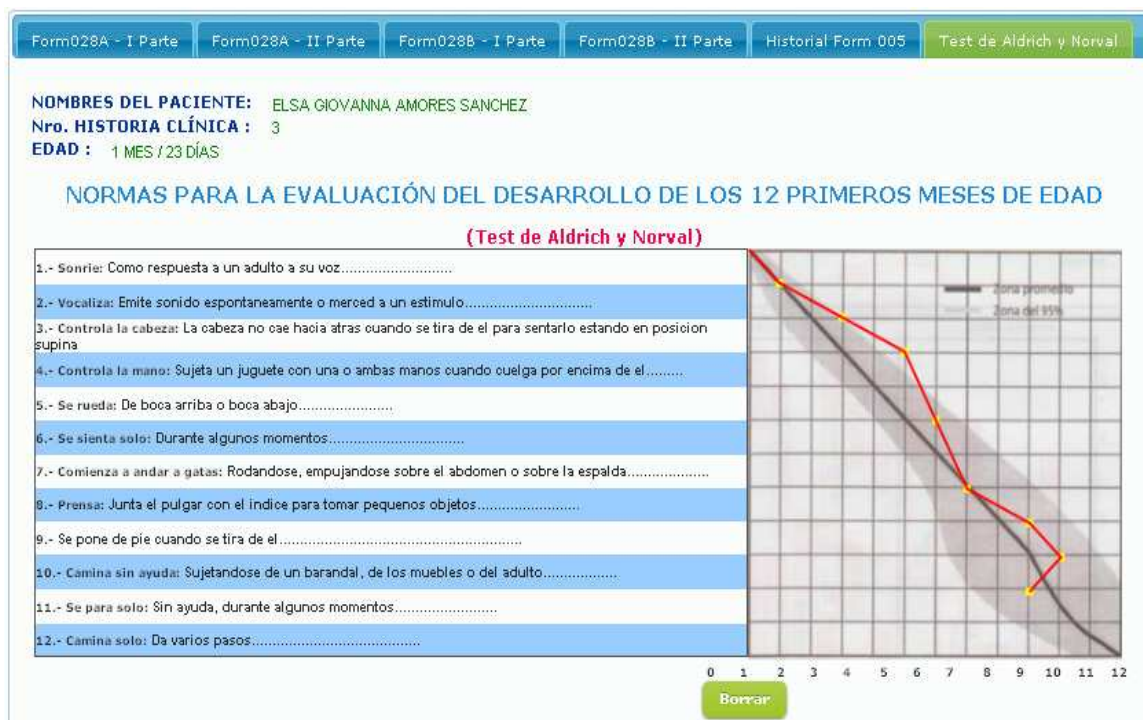 Form028A - I Parte
Form028A - II Parte
Form028B - I Parte
Form028B - II Parte
Historial Form 005
Test de Aldrich y Norval
NOMBRES DEL PACIENTE: ELSA GIOVANNA AMORES SANCHEZ
Nro. HISTORIA CLÍNICA : 3
EDAD : 1 MES / 23 DÍAS
NORMAS PARA LA EVALUACIÓN DEL DESARROLLO DE LOS 12 PRIMEROS MESES DE EDAD
(Test de Aldrich y Norval)
1.- Sonrie: Como respuesta a un adulto a su voz...........................
2.- Vocaliza: Emite sonido espontaneamente o merced a un estimulo...............................
3.- Controla la cabeza: La cabeza no cae hacia atras cuando se tira de el para sentarlo estando en posicion
supina
4.- Controla la mano: Sujeta un juguete con una o ambas manos cuando cuelga por encima de el.........
5.- Se rueda: De boca arriba o boca abajo.......................
6.- Se sienta solo: Durante algunos momentos.................................
7.- Comienza a andar a gatas: Rodandose, empujandose sobre el abdomen o sobre la espalda....................
8.- Prensa: Junta el pulgar con el indice para tomar pequenos objetos.........................
9.- Se pone de pie cuando se tira de el...........................................................
10.- Camina sin ayuda: Sujetandose de un barandal, de los muebles o del adulto..................
11.- Se para solo: Sin ayuda, durante algunos momentos.........................
12.- Camina solo: Da varios pasos.........................................
Zona promedio
Zona del 95%
0 1 2 3 4 5 6 7 8 9 10 11 12
Borrar